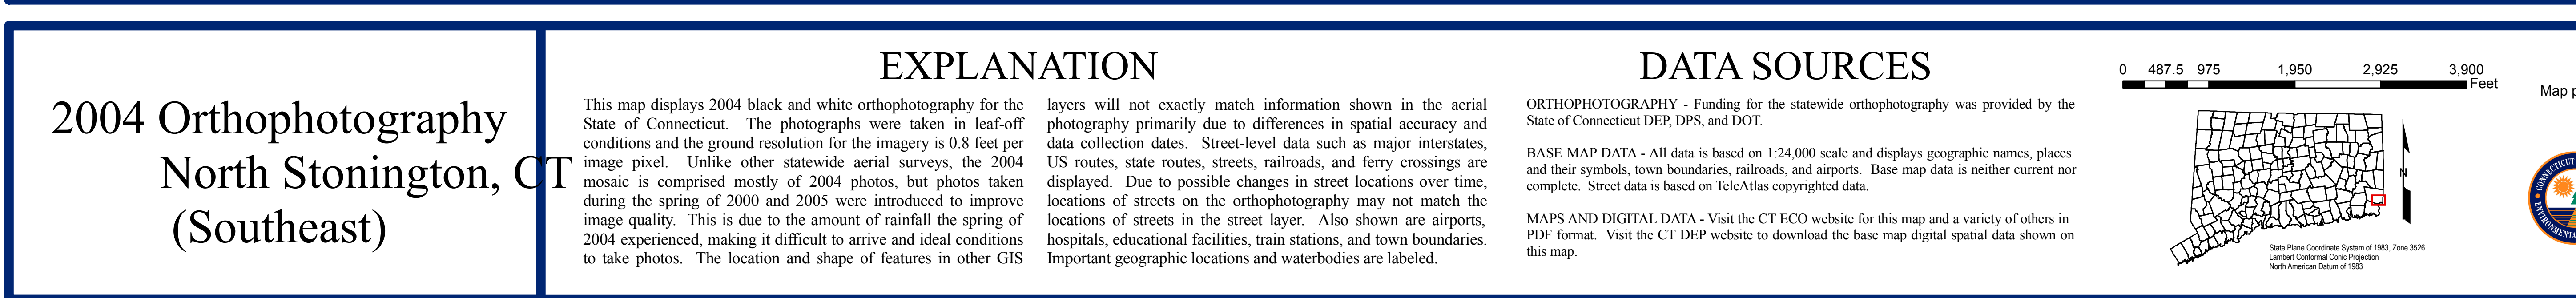 2004 Orthophotography
North Stonington, CT
(Southeast)
EXPLANATION
This map displays 2004 black and white orthophotography for the
State of Connecticut. The photographs were taken in leaf-off
conditions and the ground resolution for the imagery is 0.8 feet per
image pixel. Unlike other statewide aerial surveys, the 2004
mosaic is comprised mostly of 2004 photos, but photos taken
during the spring of 2000 and 2005 were introduced to improve
image quality. This is due to the amount of rainfall the spring of
2004 experienced, making it difficult to arrive and ideal conditions
to take photos. The location and shape of features in other GIS
layers will not exactly match information shown in the aerial
photography primarily due to differences in spatial accuracy and
data collection dates. Street-level data such as major interstates,
US routes, state routes, streets, railroads, and ferry crossings are
displayed. Due to possible changes in street locations over time,
locations of streets on the orthophotography may not match the
locations of streets in the street layer. Also shown are airports,
hospitals, educational facilities, train stations, and town boundaries.
Important geographic locations and waterbodies are labeled.
DATA SOURCES
ORTHOPHOTOGRAPHY - Funding for the statewide orthophotography was provided by the
State of Connecticut DEP, DPS, and DOT.
BASE MAP DATA - All data is based on 1:24,000 scale and displays geographic names, places
and their symbols, town boundaries, railroads, and airports. Base map data is neither current nor
complete. Street data is based on TeleAtlas copyrighted data.
MAPS AND DIGITAL DATA - Visit the CT ECO website for this map and a variety of others in
PDF format. Visit the CT DEP website to download the base map digital spatial data shown on
this map.
0 487.5 975 1,950 2,925 3,900
Feet
N
State Plane Coordinate System of 1983, Zone 3526
Lambert Conformal Conic Projection
North American Datum of 1983
Map p
CONNECTICUT
ENVIRONMENTA